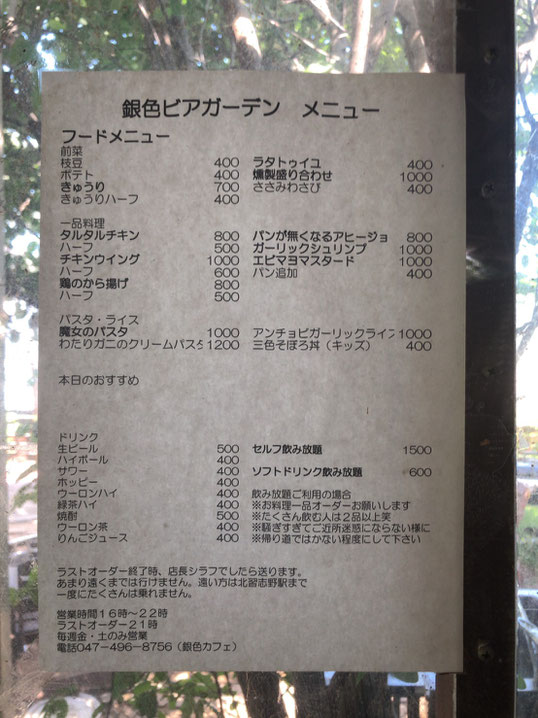 銀色ビアガーデン　メニュー
フードメニュー
前菜
枝豆 400 ラタトゥイユ 400
ポテト 400 燻製盛り合わせ 1000
きゅうり 700 ささみわさび 400
きゅうりハーフ 400
一品料理
タルタルチキン 800 パンが無くなるアヒージョ 800
ハーフ 500 ガーリックシュリンプ 1000
チキンウイング 1000 エビマヨマスタード 1000
ハーフ 600 パン追加 400
鶏のから揚げ 800
ハーフ 500
パスタ・ライス
魔女のパスタ 1000 アンチョビガーリックライス 1000
わたりガニのクリームパスタ 1200 三色そぼろ丼（キッズ） 400
本日のおすすめ
ドリンク
生ビール 500 セルフ飲み放題 1500
ハイボール 400
サワー 400 ソフトドリンク飲み放題 600
ホッピー 400
ウーロンハイ 400 飲み放題ご利用の場合
緑茶ハイ 400 ※お料理一品オーダーお願いします
焼酎 500 ※たくさん飲む人は２品以上笑
ウーロン茶 400 ※騒ぎすぎてご近所迷惑にならない様に
りんごジュース 400 ※帰り道ではかない程度にして下さい
ラストオーダー終了時、店長シラフでしたら送ります。
あまり遠くまでは行けません。遠い方は北習志野駅まで
一度にたくさんは乗れません。
営業時間１６時～２２時
ラストオーダー２１時
毎週金・土のみ営業
電話047-496-8756（銀色カフェ）